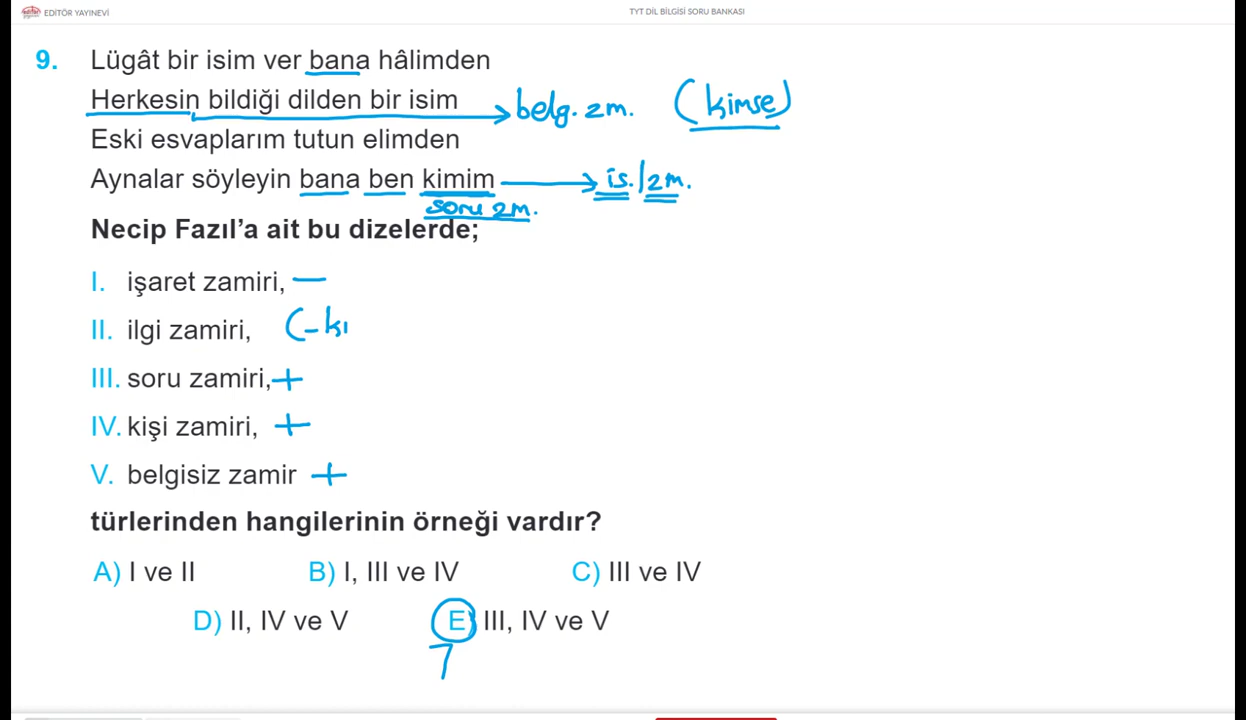 EDİTÖR YAYINEVİ
TYT DİL BİLGİSİ SORU BANKASI
9. Lügât bir isim ver bana hâlimden
Herkesin bildiği dilden bir isim → belg. zm. (kimse)
Eski esvaplarım tutun elimden
Aynalar söyleyin bana ben kimim → is./zm.
soru zm.
Necip Fazıl’a ait bu dizelerde;
I. işaret zamiri, –
II. ilgi zamiri, (-ki
III. soru zamiri, +
IV. kişi zamiri, +
V. belgisiz zamir +
türlerinden hangilerinin örneği vardır?
A) I ve II B) I, III ve IV C) III ve IV
D) II, IV ve V E) III, IV ve V